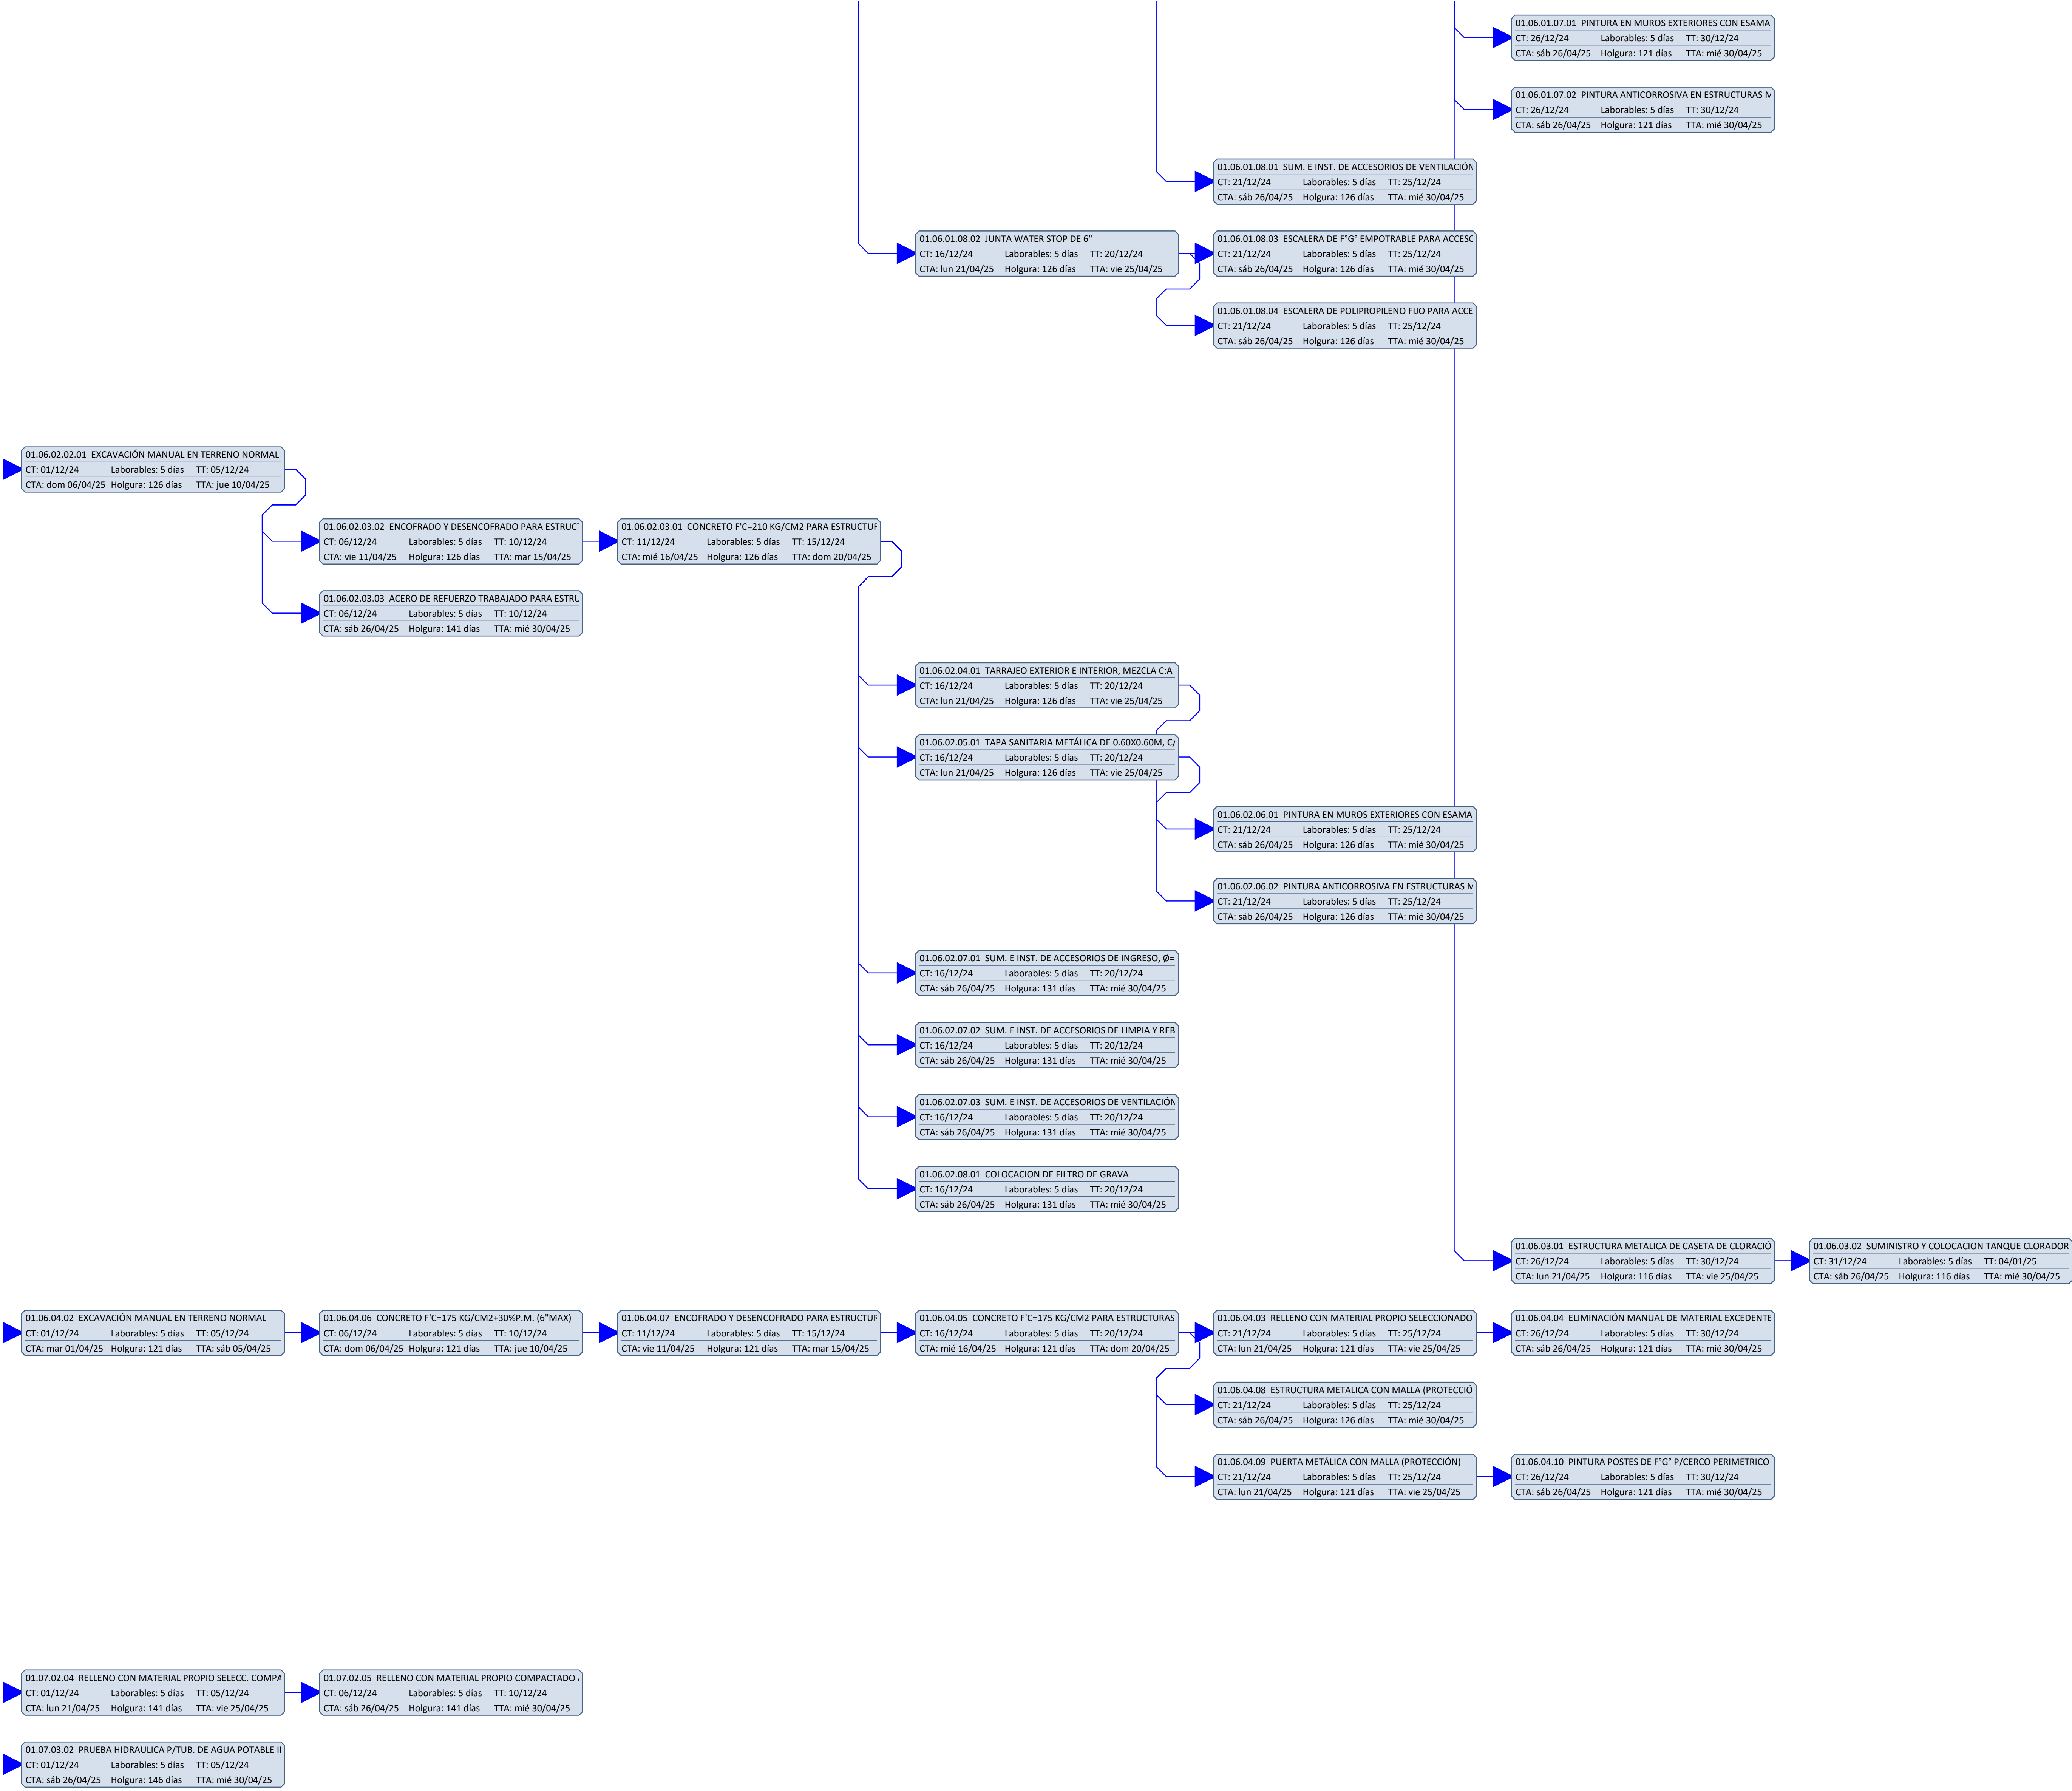 01.06.01.07.01 PINTURA EN MUROS EXTERIORES CON ESAMA
CT: 26/12/24 Laborables: 5 días TT: 30/12/24
CTA: sáb 26/04/25 Holgura: 121 días TTA: mié 30/04/25
01.06.01.07.02 PINTURA ANTICORROSIVA EN ESTRUCTURAS M
CT: 26/12/24 Laborables: 5 días TT: 30/12/24
CTA: sáb 26/04/25 Holgura: 121 días TTA: mié 30/04/25
01.06.01.08.01 SUM. E INST. DE ACCESORIOS DE VENTILACIÓN
CT: 21/12/24 Laborables: 5 días TT: 25/12/24
CTA: sáb 26/04/25 Holgura: 126 días TTA: mié 30/04/25
01.06.01.08.02 JUNTA WATER STOP DE 6"
CT: 16/12/24 Laborables: 5 días TT: 20/12/24
CTA: lun 21/04/25 Holgura: 126 días TTA: vie 25/04/25
01.06.01.08.03 ESCALERA DE F°G° EMPOTRABLE PARA ACCESO
CT: 21/12/24 Laborables: 5 días TT: 25/12/24
CTA: sáb 26/04/25 Holgura: 126 días TTA: mié 30/04/25
01.06.01.08.04 ESCALERA DE POLIPROPILENO FIJO PARA ACCE
CT: 21/12/24 Laborables: 5 días TT: 25/12/24
CTA: sáb 26/04/25 Holgura: 126 días TTA: mié 30/04/25
01.06.02.02.01 EXCAVACIÓN MANUAL EN TERRENO NORMAL
CT: 01/12/24 Laborables: 5 días TT: 05/12/24
CTA: dom 06/04/25 Holgura: 126 días TTA: jue 10/04/25
01.06.02.03.02 ENCOFRADO Y DESENCOFRADO PARA ESTRUCT
CT: 06/12/24 Laborables: 5 días TT: 10/12/24
CTA: vie 11/04/25 Holgura: 126 días TTA: mar 15/04/25
01.06.02.03.01 CONCRETO F'C=210 KG/CM2 PARA ESTRUCTUR
CT: 11/12/24 Laborables: 5 días TT: 15/12/24
CTA: mié 16/04/25 Holgura: 126 días TTA: dom 20/04/25
01.06.02.03.03 ACERO DE REFUERZO TRABAJADO PARA ESTRU
CT: 06/12/24 Laborables: 5 días TT: 10/12/24
CTA: sáb 26/04/25 Holgura: 141 días TTA: mié 30/04/25
01.06.02.04.01 TARRAJEO EXTERIOR E INTERIOR, MEZCLA C:A
CT: 16/12/24 Laborables: 5 días TT: 20/12/24
CTA: lun 21/04/25 Holgura: 126 días TTA: vie 25/04/25
01.06.02.05.01 TAPA SANITARIA METÁLICA DE 0.60X0.60M, C/
CT: 16/12/24 Laborables: 5 días TT: 20/12/24
CTA: lun 21/04/25 Holgura: 126 días TTA: vie 25/04/25
01.06.02.06.01 PINTURA EN MUROS EXTERIORES CON ESAMA
CT: 21/12/24 Laborables: 5 días TT: 25/12/24
CTA: sáb 26/04/25 Holgura: 126 días TTA: mié 30/04/25
01.06.02.06.02 PINTURA ANTICORROSIVA EN ESTRUCTURAS M
CT: 21/12/24 Laborables: 5 días TT: 25/12/24
CTA: sáb 26/04/25 Holgura: 126 días TTA: mié 30/04/25
01.06.02.07.01 SUM. E INST. DE ACCESORIOS DE INGRESO, Ø=
CT: 16/12/24 Laborables: 5 días TT: 20/12/24
CTA: sáb 26/04/25 Holgura: 131 días TTA: mié 30/04/25
01.06.02.07.02 SUM. E INST. DE ACCESORIOS DE LIMPIA Y REB
CT: 16/12/24 Laborables: 5 días TT: 20/12/24
CTA: sáb 26/04/25 Holgura: 131 días TTA: mié 30/04/25
01.06.02.07.03 SUM. E INST. DE ACCESORIOS DE VENTILACIÓN
CT: 16/12/24 Laborables: 5 días TT: 20/12/24
CTA: sáb 26/04/25 Holgura: 131 días TTA: mié 30/04/25
01.06.02.08.01 COLOCACION DE FILTRO DE GRAVA
CT: 16/12/24 Laborables: 5 días TT: 20/12/24
CTA: sáb 26/04/25 Holgura: 131 días TTA: mié 30/04/25
01.06.03.01 ESTRUCTURA METALICA DE CASETA DE CLORACIÓ
CT: 26/12/24 Laborables: 5 días TT: 30/12/24
CTA: lun 21/04/25 Holgura: 116 días TTA: vie 25/04/25
01.06.03.02 SUMINISTRO Y COLOCACION TANQUE CLORADOR
CT: 31/12/24 Laborables: 5 días TT: 04/01/25
CTA: sáb 26/04/25 Holgura: 116 días TTA: mié 30/04/25
01.06.04.02 EXCAVACIÓN MANUAL EN TERRENO NORMAL
CT: 01/12/24 Laborables: 5 días TT: 05/12/24
CTA: mar 01/04/25 Holgura: 121 días TTA: sáb 05/04/25
01.06.04.06 CONCRETO F'C=175 KG/CM2+30%P.M. (6"MAX)
CT: 06/12/24 Laborables: 5 días TT: 10/12/24
CTA: dom 06/04/25 Holgura: 121 días TTA: jue 10/04/25
01.06.04.07 ENCOFRADO Y DESENCOFRADO PARA ESTRUCTUR
CT: 11/12/24 Laborables: 5 días TT: 15/12/24
CTA: vie 11/04/25 Holgura: 121 días TTA: mar 15/04/25
01.06.04.05 CONCRETO F'C=175 KG/CM2 PARA ESTRUCTURAS
CT: 16/12/24 Laborables: 5 días TT: 20/12/24
CTA: mié 16/04/25 Holgura: 121 días TTA: dom 20/04/25
01.06.04.03 RELLENO CON MATERIAL PROPIO SELECCIONADO
CT: 21/12/24 Laborables: 5 días TT: 25/12/24
CTA: lun 21/04/25 Holgura: 121 días TTA: vie 25/04/25
01.06.04.04 ELIMINACIÓN MANUAL DE MATERIAL EXCEDENTE
CT: 26/12/24 Laborables: 5 días TT: 30/12/24
CTA: sáb 26/04/25 Holgura: 121 días TTA: mié 30/04/25
01.06.04.08 ESTRUCTURA METALICA CON MALLA (PROTECCIÓ
CT: 21/12/24 Laborables: 5 días TT: 25/12/24
CTA: sáb 26/04/25 Holgura: 126 días TTA: mié 30/04/25
01.06.04.09 PUERTA METÁLICA CON MALLA (PROTECCIÓN)
CT: 21/12/24 Laborables: 5 días TT: 25/12/24
CTA: lun 21/04/25 Holgura: 121 días TTA: vie 25/04/25
01.06.04.10 PINTURA POSTES DE F°G° P/CERCO PERIMETRICO
CT: 26/12/24 Laborables: 5 días TT: 30/12/24
CTA: sáb 26/04/25 Holgura: 121 días TTA: mié 30/04/25
01.07.02.04 RELLENO CON MATERIAL PROPIO SELECC. COMPA
CT: 01/12/24 Laborables: 5 días TT: 05/12/24
CTA: lun 21/04/25 Holgura: 141 días TTA: vie 25/04/25
01.07.02.05 RELLENO CON MATERIAL PROPIO COMPACTADO
CT: 06/12/24 Laborables: 5 días TT: 10/12/24
CTA: sáb 26/04/25 Holgura: 141 días TTA: mié 30/04/25
01.07.03.02 PRUEBA HIDRAULICA P/TUB. DE AGUA POTABLE
CT: 01/12/24 Laborables: 5 días TT: 05/12/24
CTA: sáb 26/04/25 Holgura: 146 días TTA: mié 30/04/25